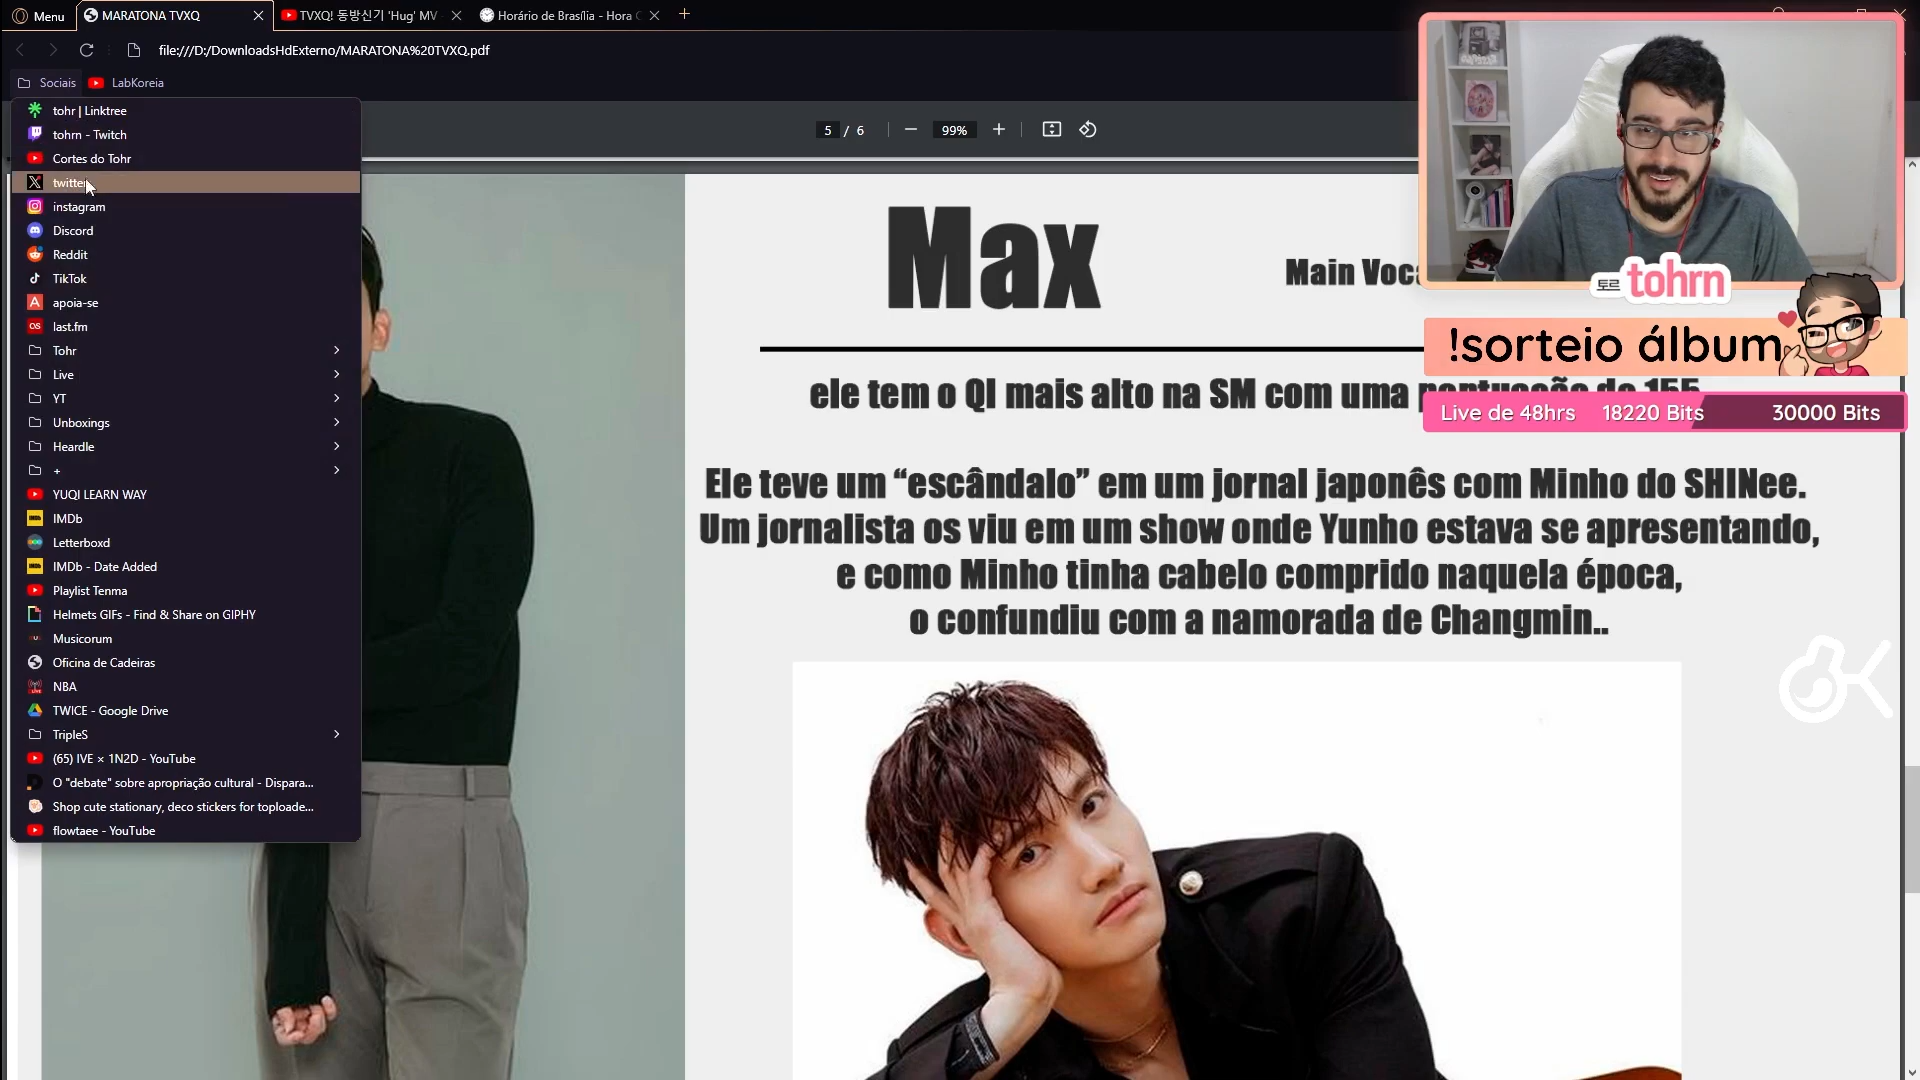 Menu
MARATONA TVXQ
TVXQ! 동방신기 'Hug' MV
Horário de Brasília - Hora
file:///D:/DownloadsHdExterno/MARATONA%20TVXQ.pdf
Sociais
LabKoreia
tohr | Linktree
tohrn - Twitch
Cortes do Tohr
twitter
instagram
Discord
Reddit
TikTok
apoia-se
last.fm
Tohr
Live
YT
Unboxings
Heardle
+
YUQI LEARN WAY
IMDb
Letterboxd
IMDb - Date Added
Playlist Tenma
Helmets GIFs - Find & Share on GIPHY
Musicorum
Oficina de Cadeiras
NBA
TWICE - Google Drive
TripleS
(65) IVE × 1N2D - YouTube
O "debate" sobre apropriação cultural - Dispara...
Shop cute stationary, deco stickers for toploade...
flowtaee - YouTube
5 / 6
99%
Max
Main Voca
ele tem o QI mais alto na SM com uma pontuação de 155
Ele teve um “escândalo” em um jornal japonês com Minho do SHINee.
Um jornalista os viu em um show onde Yunho estava se apresentando,
e como Minho tinha cabelo comprido naquela época,
o confundiu com a namorada de Changmin..
토르 tohrn
!sorteio álbum
Live de 48hrs 18220 Bits 30000 Bits